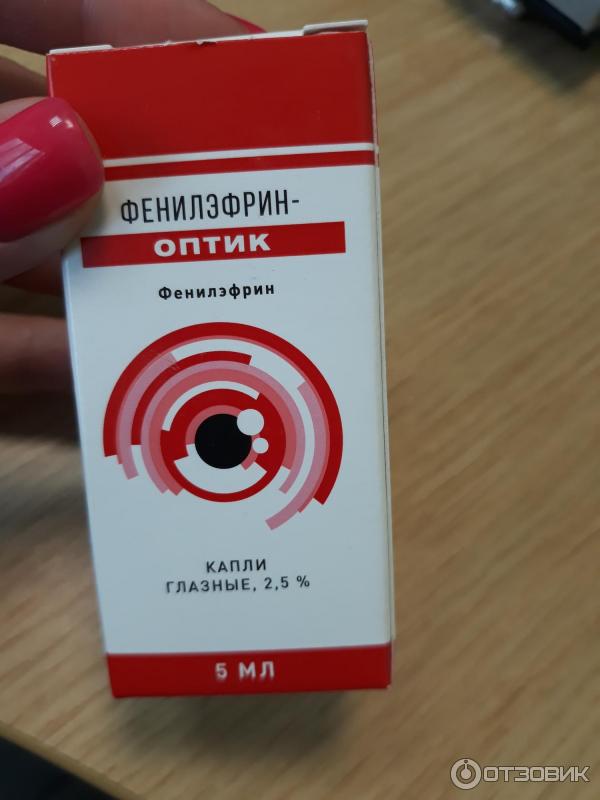 ФЕНИЛЭФРИН-
ОПТИК
Фенилэфрин
КАПЛИ
ГЛАЗНЫЕ, 2,5 %
5 МЛ
ОТЗОВИК